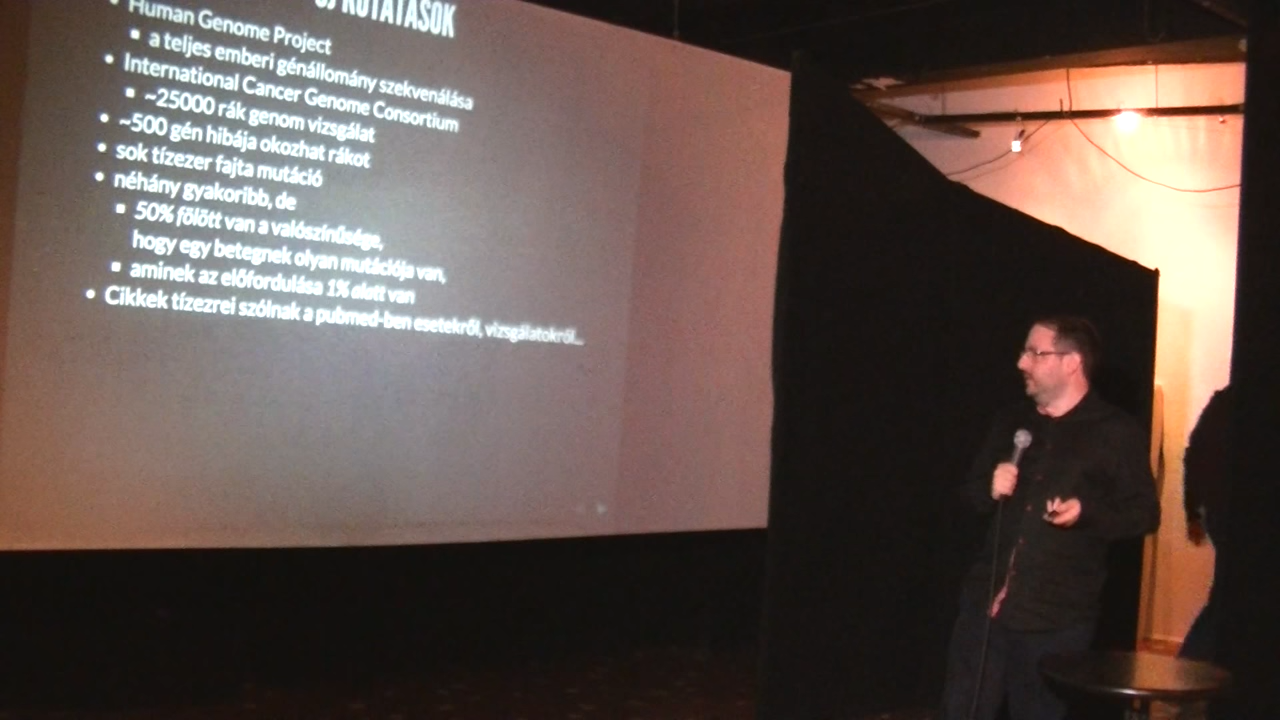 KUTATÁSOK
• Human Genome Project
▪ a teljes emberi génállomány szekvenálása
• International Cancer Genome Consortium
▪ ~25000 rák genom vizsgálat
• ~500 gén hibája okozhat rákot
• sok tízezer fajta mutáció
• néhány gyakoribb, de
▪ 50% fölött van a valószínűsége,
hogy egy betegnek olyan mutációja van,
▪ aminek az előfordulása 1% alatt van
• Cikkek tízezrei szólnak a pubmed-ben esetekről, vizsgálatokról...